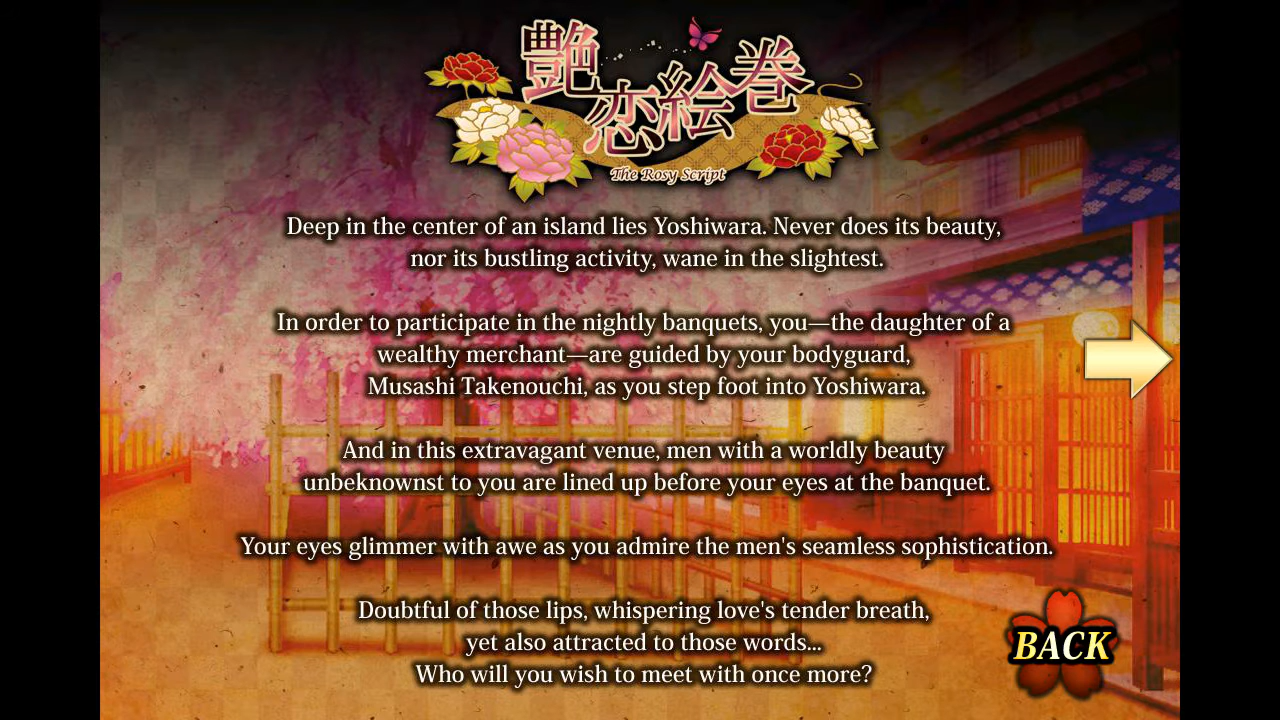 艶恋絵巻
The Rosy Script
Deep in the center of an island lies Yoshiwara. Never does its beauty,
nor its bustling activity, wane in the slightest.
In order to participate in the nightly banquets, you—the daughter of a
wealthy merchant—are guided by your bodyguard,
Musashi Takenouchi, as you step foot into Yoshiwara.
And in this extravagant venue, men with a worldly beauty
unbeknownst to you are lined up before your eyes at the banquet.
Your eyes glimmer with awe as you admire the men's seamless sophistication.
Doubtful of those lips, whispering love's tender breath,
yet also attracted to those words...
Who will you wish to meet with once more?
BACK